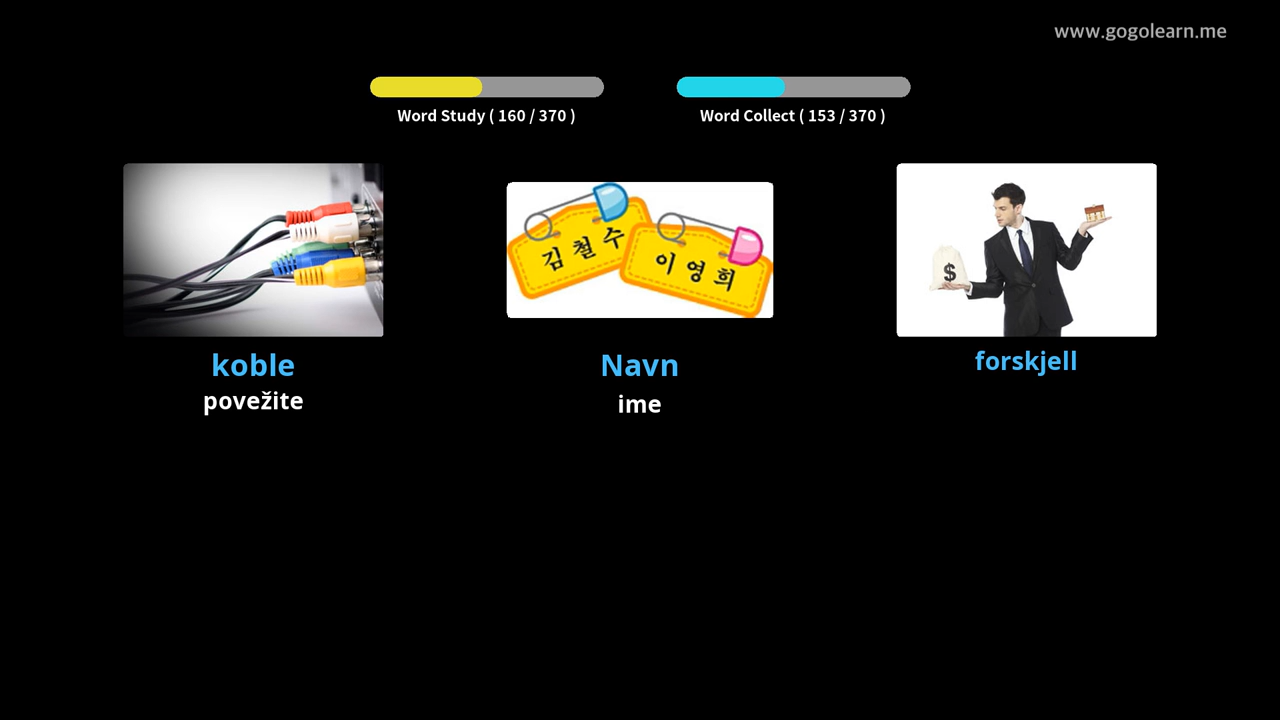 www.gogolearn.me
Word Study ( 160 / 370 )
Word Collect ( 153 / 370 )
김철수
이영희
$
koble
Navn
forskjell
povežite
ime